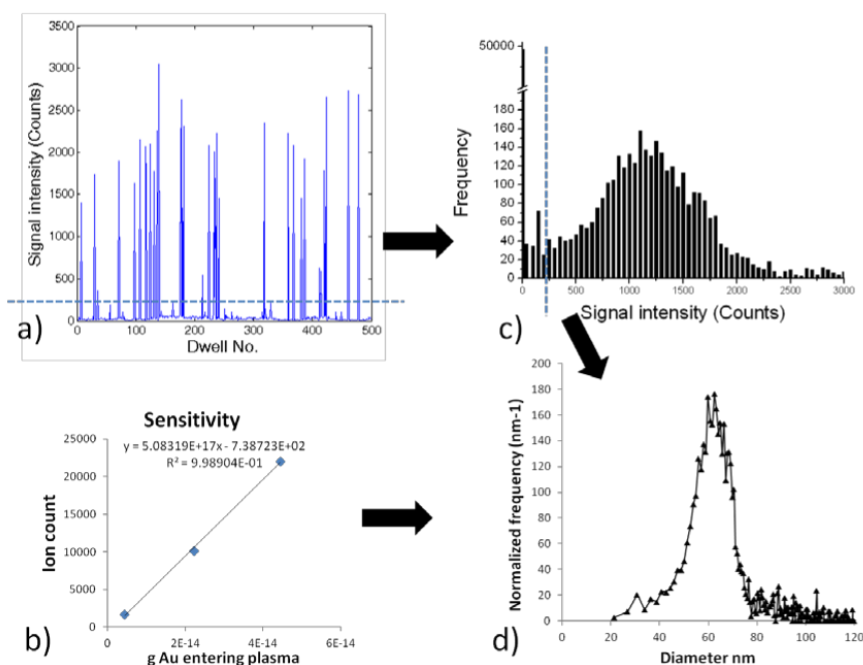 3500
3000
2500
2000
1500
1000
500
0
Signal intensity (Counts)
0 100 200 300 400 500
Dwell No.
a)
50000
160
140
120
100
80
60
40
20
0
Frequency
0 500 1000 1500 2000 2500 3000
Signal intensity (Counts)
c)
Sensitivity
y = 5.08319E+17x - 7.38723E+02
R² = 9.98904E-01
25000
20000
15000
10000
5000
0
Ion count
0 2E-14 4E-14 6E-14
g Au entering plasma
b)
200
180
160
140
120
100
80
60
40
20
0
Normalized frequency (nm-1)
0 20 40 60 80 100 120
Diameter nm
d)